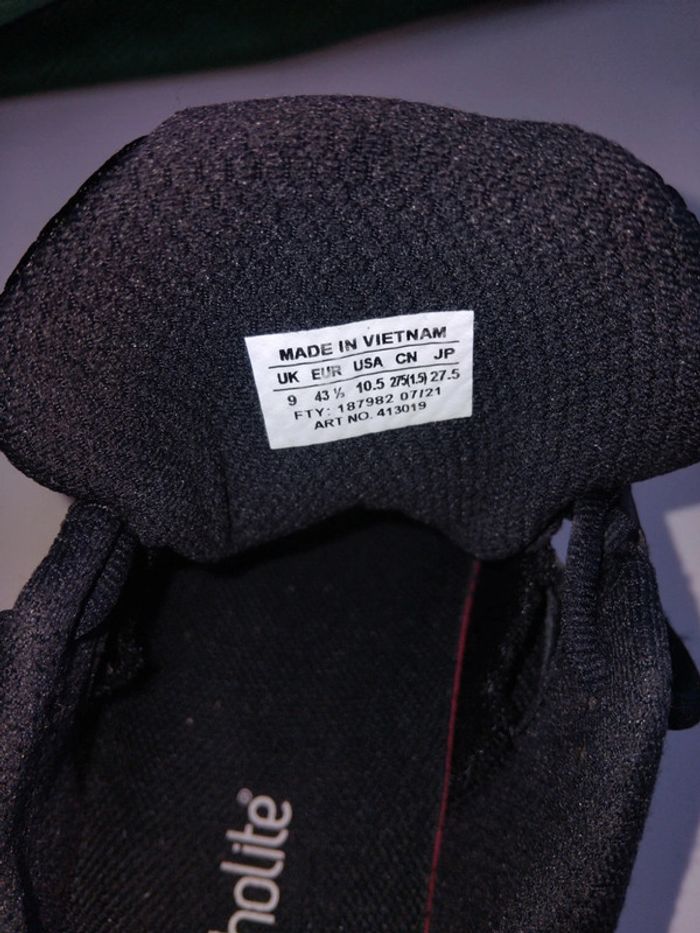 MADE IN VIETNAM
UK EUR USA CN JP
9 43 ⅓ 10.5 275(1.5) 27.5
FTY: 187982 07/21
ART NO. 413019
holite®